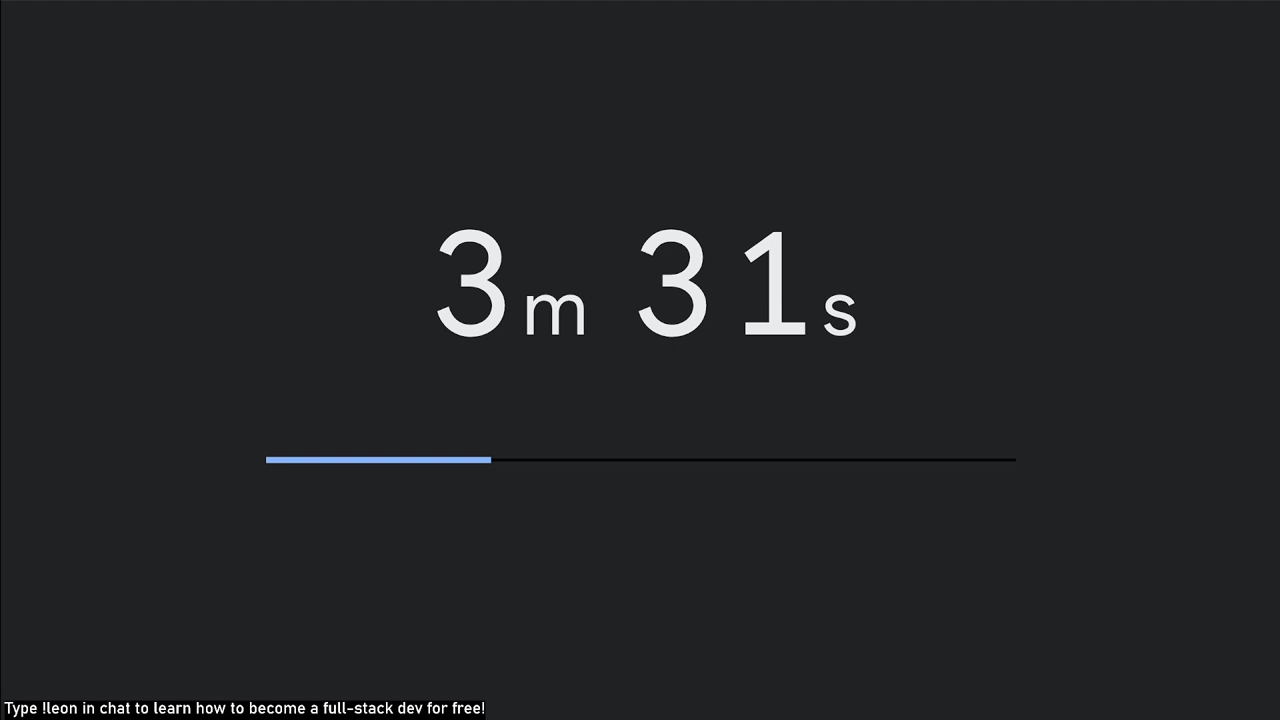 3m 31s
Type !leon in chat to learn how to become a full-stack dev for free!